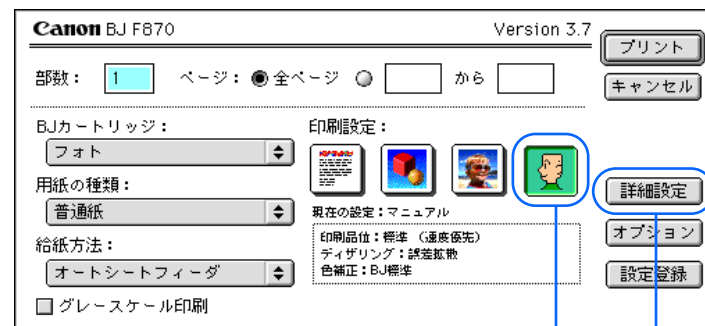 Canon BJ F870 Version 3.7
プリント
部数： 1 ページ： 全ページ から
キャンセル
BJカートリッジ： 印刷設定：
フォト
用紙の種類：
詳細設定
普通紙
現在の設定：マニュアル
オプション
給紙方法：
印刷品位：標準 （速度優先）
ディザリング：誤差拡散
色補正：BJ標準
オートシートフィーダ
設定登録
グレースケール印刷